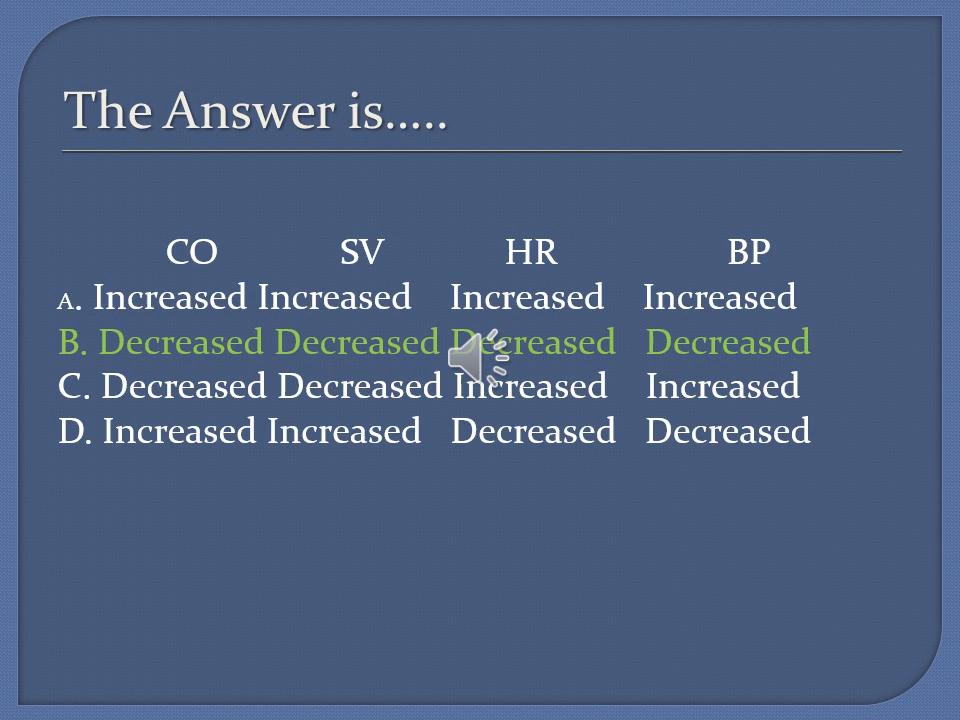 The Answer is.....
CO SV HR BP
A. Increased Increased Increased Increased
B. Decreased Decreased Decreased Decreased
C. Decreased Decreased Increased Increased
D. Increased Increased Decreased Decreased